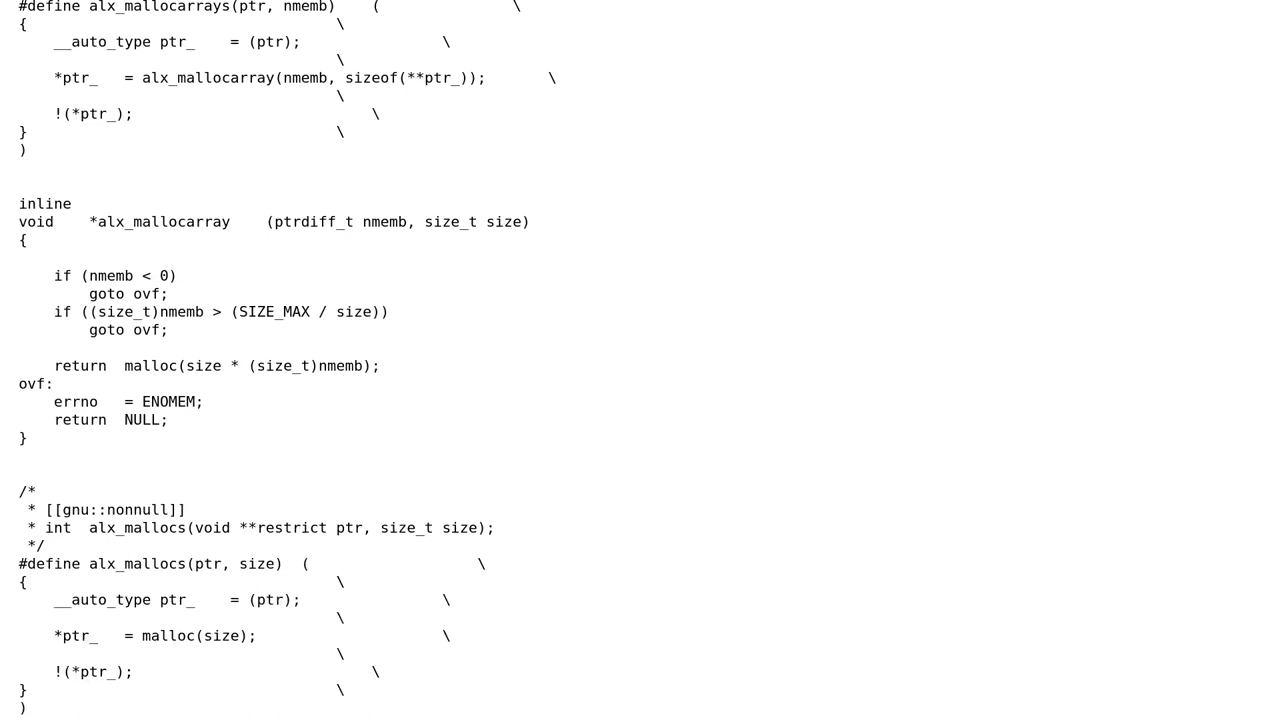 #define alx_mallocarrays(ptr, nmemb)    (               \
{                                   \
    __auto_type ptr_    = (ptr);                \
                                    \
    *ptr_   = alx_mallocarray(nmemb, sizeof(**ptr_));       \
                                    \
    !(*ptr_);                           \
}                                   \
)
inline
void    *alx_mallocarray    (ptrdiff_t nmemb, size_t size)
{
    if (nmemb < 0)
        goto ovf;
    if ((size_t)nmemb > (SIZE_MAX / size))
        goto ovf;
    return  malloc(size * (size_t)nmemb);
ovf:
    errno   = ENOMEM;
    return  NULL;
}
/*
 * [[gnu::nonnull]]
 * int  alx_mallocs(void **restrict ptr, size_t size);
 */
#define alx_mallocs(ptr, size)  (                   \
{                                   \
    __auto_type ptr_    = (ptr);                \
                                    \
    *ptr_   = malloc(size);                     \
                                    \
    !(*ptr_);                           \
}                                   \
)